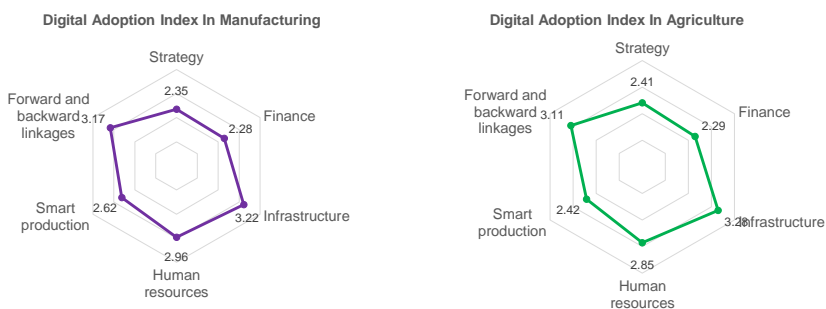 Digital Adoption Index In Manufacturing
Strategy
2.35
Finance
2.28
Infrastructure
3.22
Human
resources
2.96
Smart
production
2.62
Forward and
backward
linkages
3.17
Digital Adoption Index In Agriculture
Strategy
2.41
Finance
2.29
Infrastructure
3.28
Human
resources
2.85
Smart
production
2.42
Forward and
backward
linkages
3.11